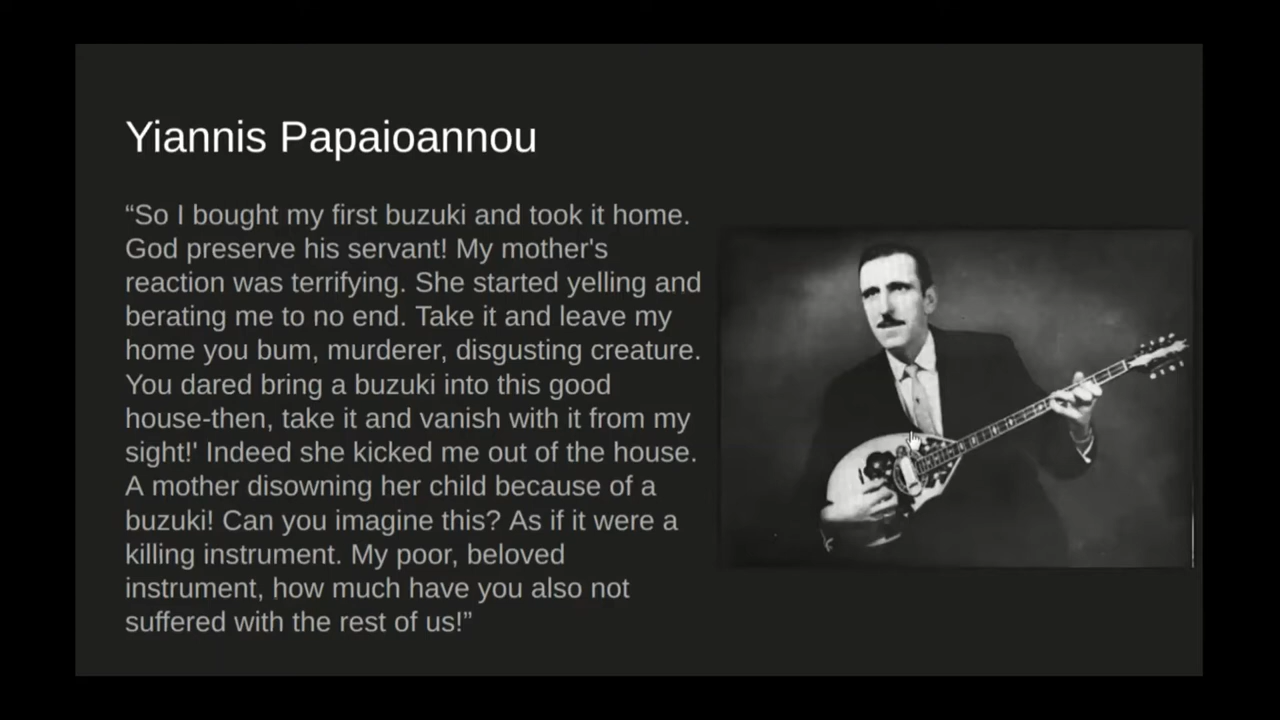 Yiannis Papaioannou
“So I bought my first buzuki and took it home.
God preserve his servant! My mother's
reaction was terrifying. She started yelling and
berating me to no end. Take it and leave my
home you bum, murderer, disgusting creature.
You dared bring a buzuki into this good
house-then, take it and vanish with it from my
sight!' Indeed she kicked me out of the house.
A mother disowning her child because of a
buzuki! Can you imagine this? As if it were a
killing instrument. My poor, beloved
instrument, how much have you also not
suffered with the rest of us!”